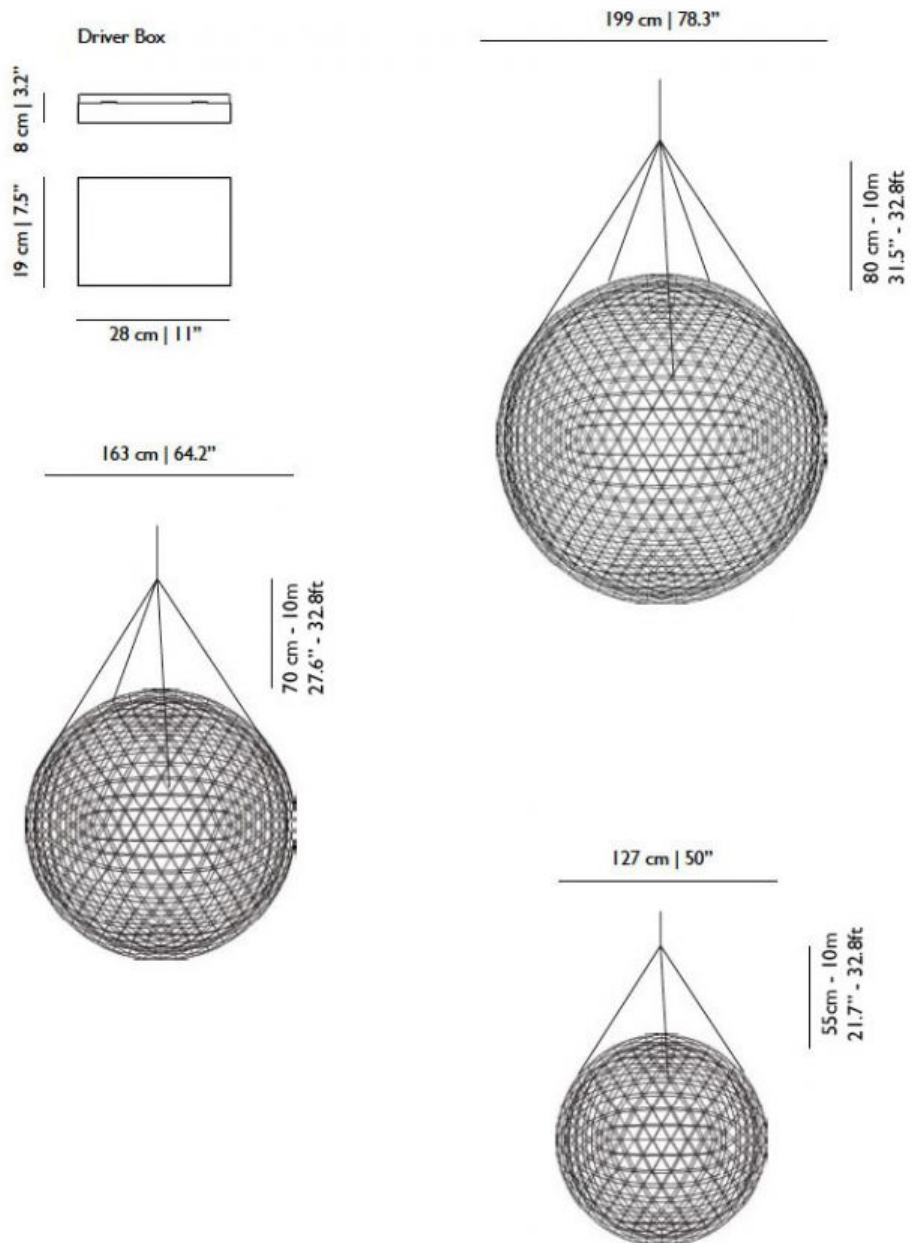 Driver Box
8 cm | 3.2”
19 cm | 7.5”
28 cm | 11”
199 cm | 78.3”
80 cm - 10m
31.5” - 32.8ft
163 cm | 64.2”
70 cm - 10m
27.6” - 32.8ft
127 cm | 50”
55cm - 10m
21.7” - 32.8ft